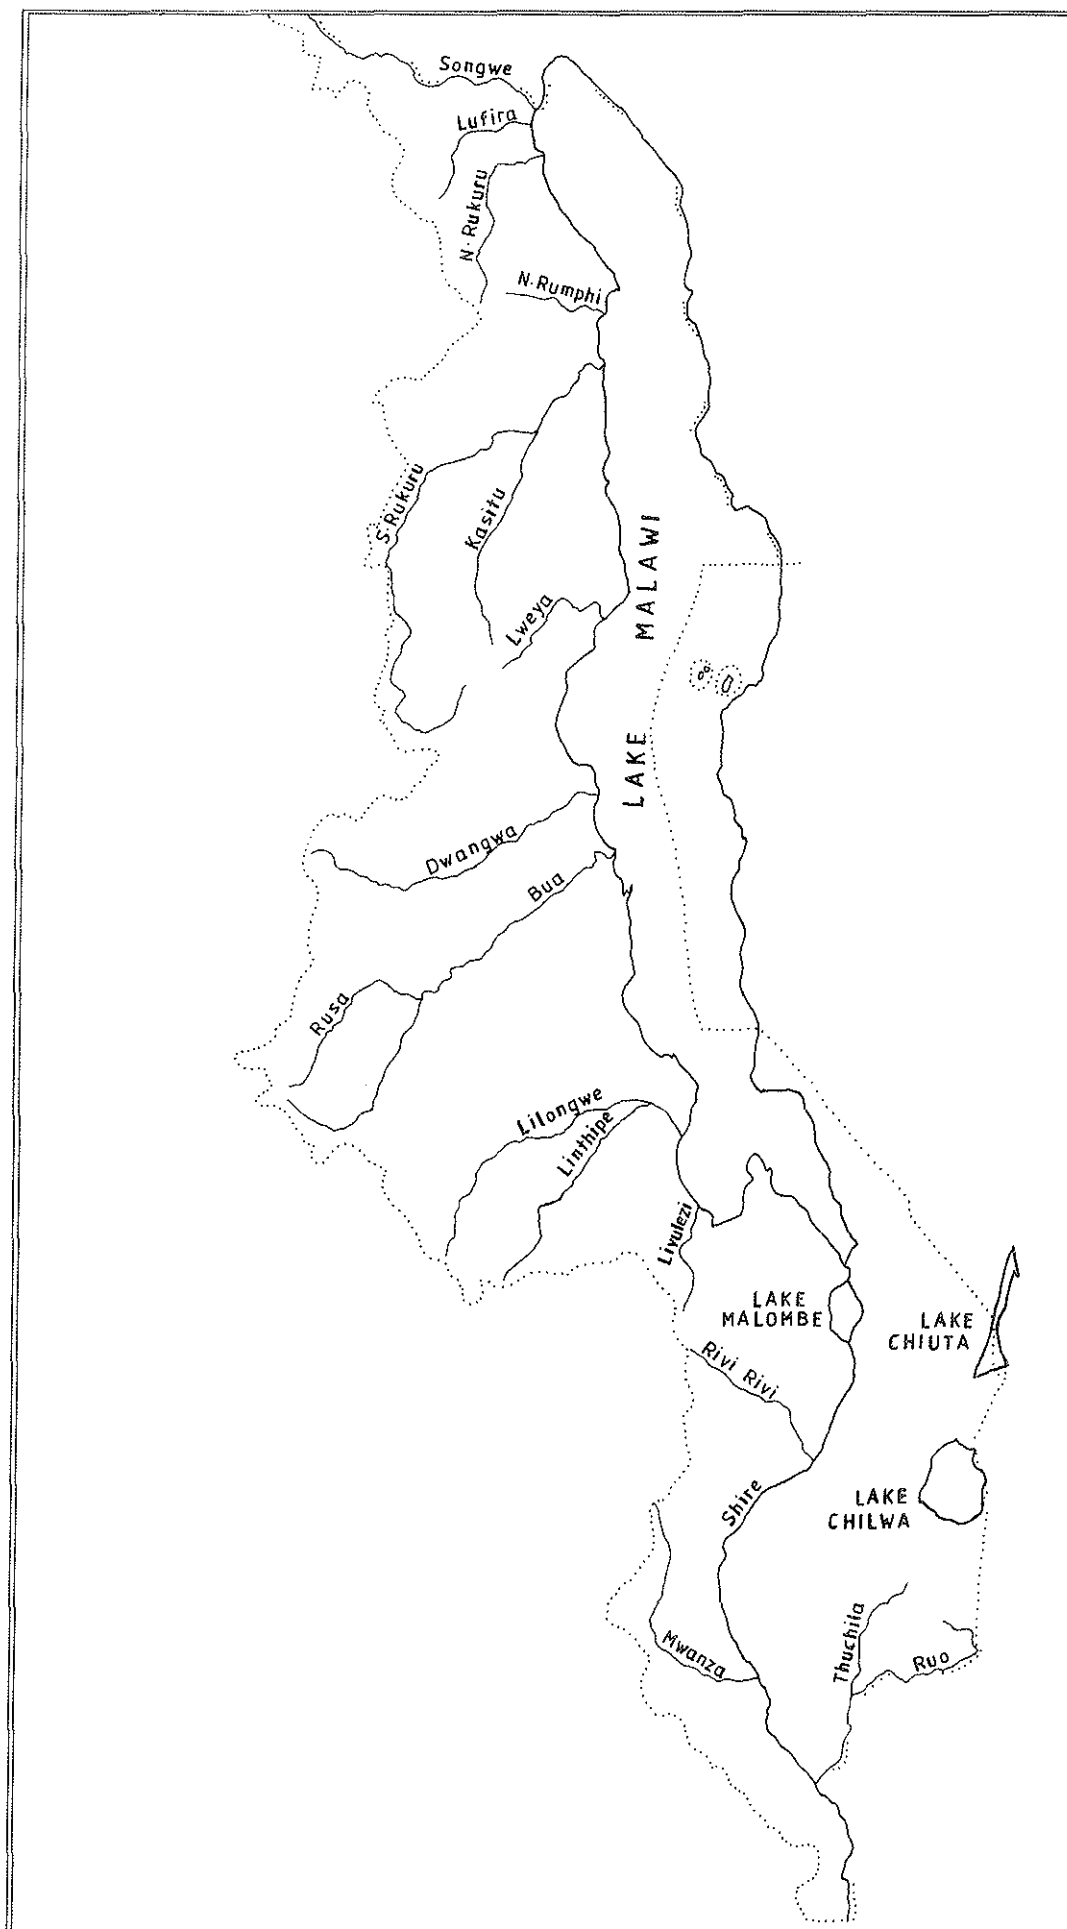 Songwe
Lufira
N.Rukuru
N.Rumphi
S.Rukuru
Kasitu
Lweya
LAKE MALAWI
Dwangwa
Bua
Rusa
Lilongwe
Linthipe
Livulezi
LAKE
MALOMBE
LAKE
CHIUTA
Rivi Rivi
Shire
LAKE
CHILWA
Thuchila
Mwanza
Ruo